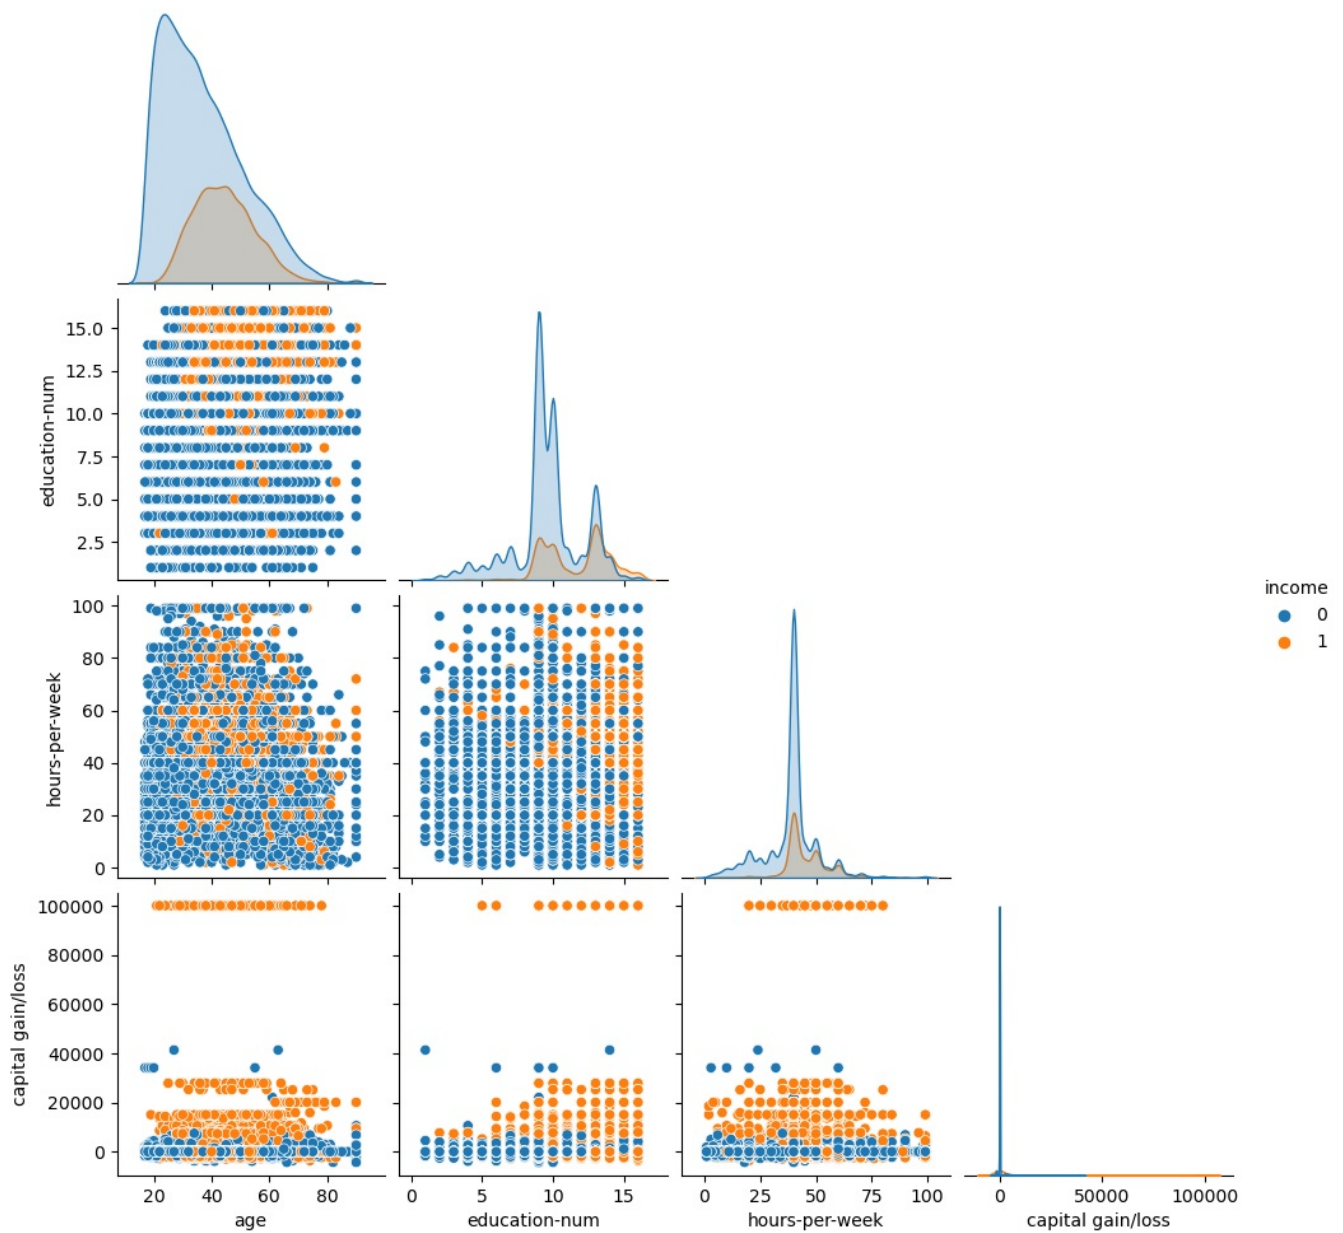 education-num
15.0
12.5
10.0
7.5
5.0
2.5
hours-per-week
100
80
60
40
20
0
income
0
1
capital gain/loss
100000
80000
60000
40000
20000
0
20 40 60 80
age
0 5 10 15
education-num
0 25 50 75 100
hours-per-week
0 50000 100000
capital gain/loss